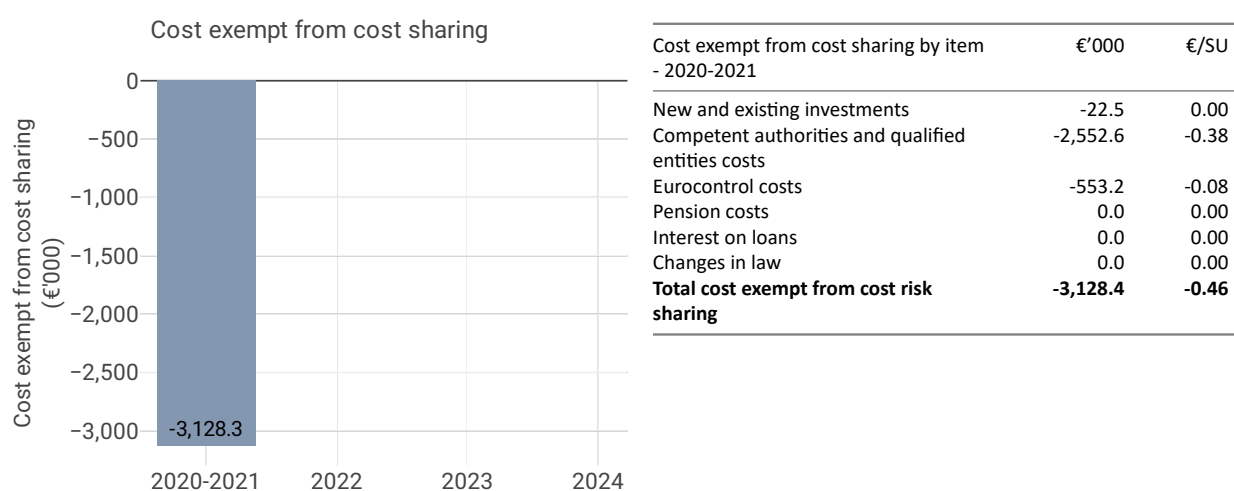 Cost exempt from cost sharing
Cost exempt from cost sharing
(€'000)
0
−500
−1,000
−1,500
−2,000
−2,500
−3,000
-3,128.3
2020-2021 2022 2023 2024
Cost exempt from cost sharing by item €’000 €/SU
- 2020-2021
New and existing investments -22.5 0.00
Competent authorities and qualified -2,552.6 -0.38
entities costs
Eurocontrol costs -553.2 -0.08
Pension costs 0.0 0.00
Interest on loans 0.0 0.00
Changes in law 0.0 0.00
Total cost exempt from cost risk -3,128.4 -0.46
sharing